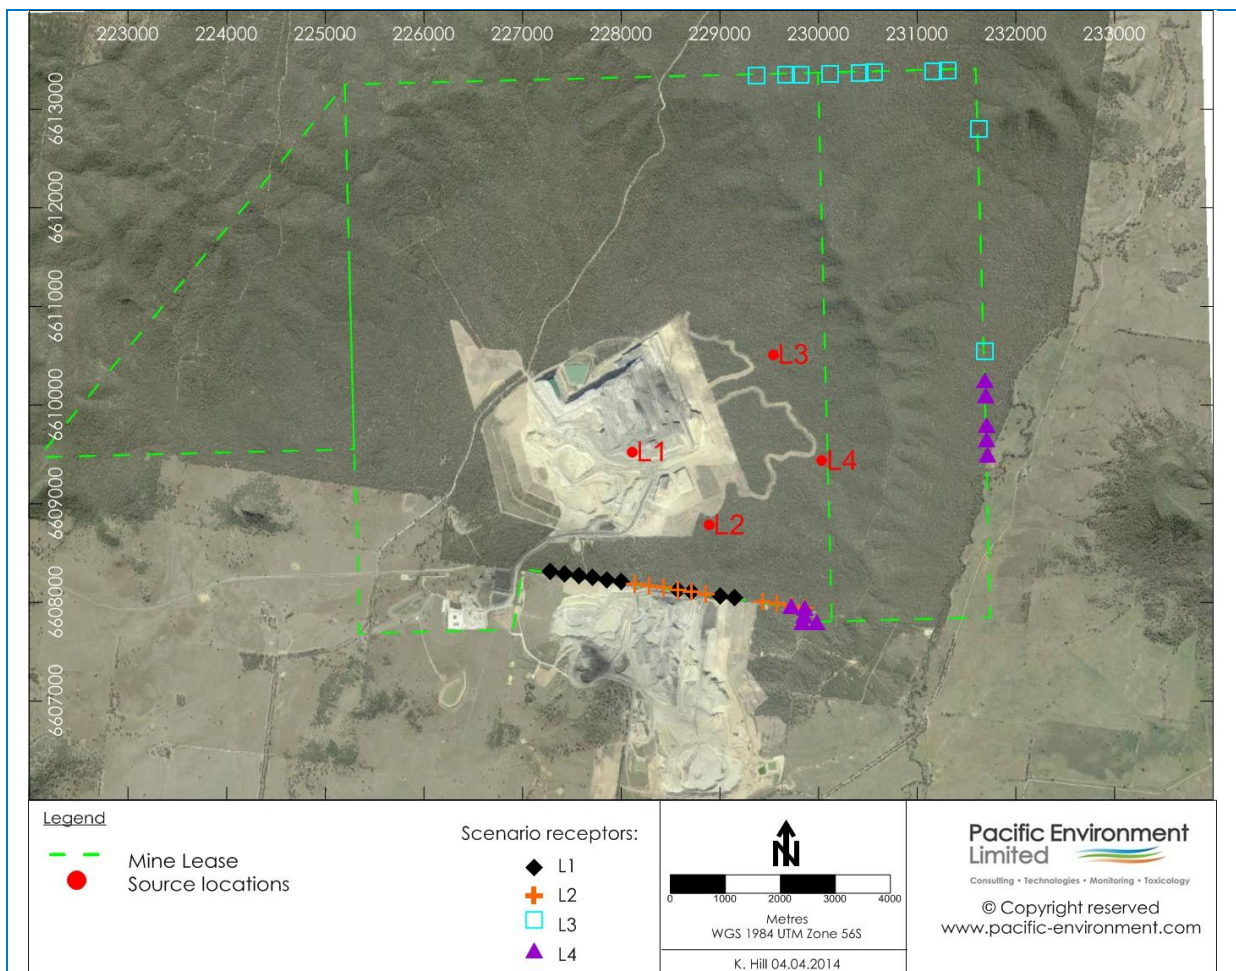 223000 224000 225000 226000 227000 228000 229000 230000 231000 232000 233000
6613000
6612000
6611000
6610000
6609000
6608000
6607000
L3
L1
L4
L2
Legend
Mine Lease
Source locations
Scenario receptors:
L1
L2
L3
L4
N
0 1000 2000 3000 4000
Metres
WGS 1984 UTM Zone 56S
K. Hill 04.04.2014
Pacific Environment
Limited
Consulting • Technologies • Monitoring • Toxicology
© Copyright reserved
www.pacific-environment.com